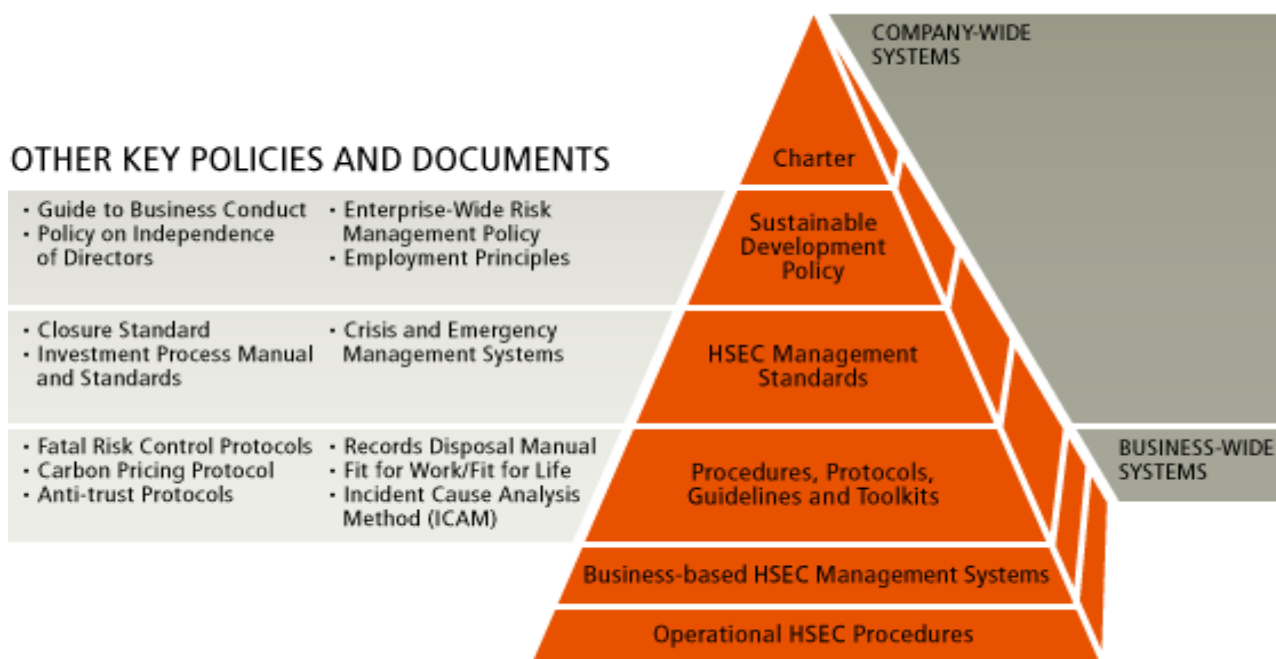 COMPANY-WIDE
SYSTEMS
OTHER KEY POLICIES AND DOCUMENTS
Charter
• Guide to Business Conduct
• Policy on Independence
of Directors
• Enterprise-Wide Risk
Management Policy
• Employment Principles
Sustainable
Development
Policy
• Closure Standard
• Investment Process Manual
and Standards
• Crisis and Emergency
Management Systems
HSEC Management
Standards
• Fatal Risk Control Protocols
• Carbon Pricing Protocol
• Anti-trust Protocols
• Records Disposal Manual
• Fit for Work/Fit for Life
• Incident Cause Analysis
Method (ICAM)
Procedures, Protocols,
Guidelines and Toolkits
BUSINESS-WIDE
SYSTEMS
Business-based HSEC Management Systems
Operational HSEC Procedures